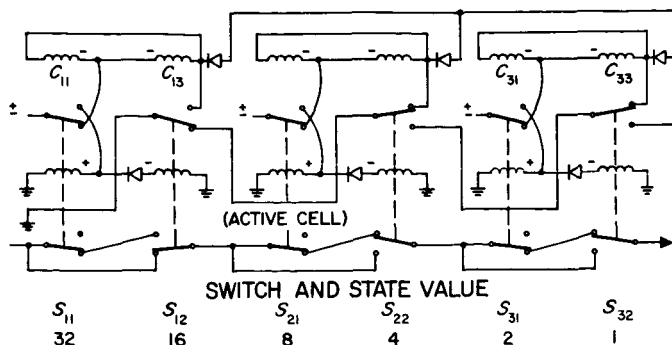 - - - - - -
C₁₁ C₁₃ C₃₁ C₃₃
± ± ±
+ - + - + -
(ACTIVE CELL)
SWITCH AND STATE VALUE
S₁₁ S₁₂ S₂₁ S₂₂ S₃₁ S₃₂
32 16 8 4 2 1